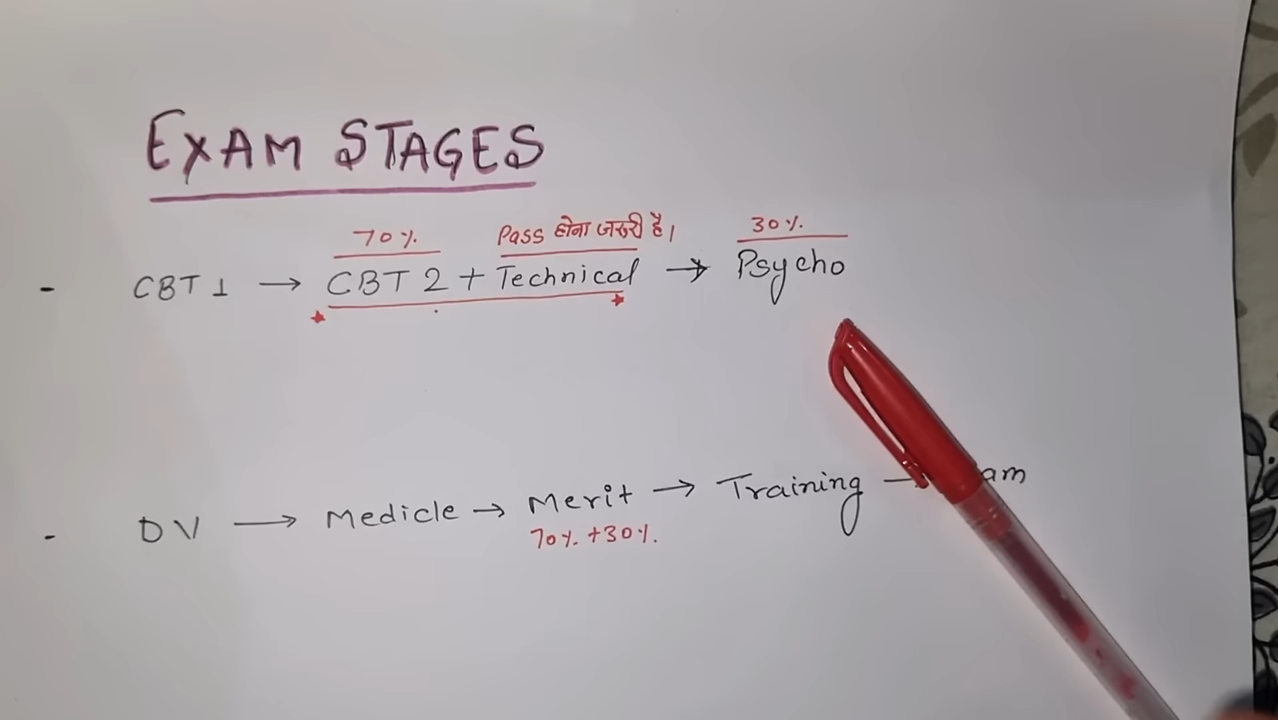 EXAM STAGES
70% Pass होना जरूरी है। 30%
- CBT 1 → CBT 2 + Technical → Psycho
- DV → Medicle → Merit → Training →
70% + 30%.